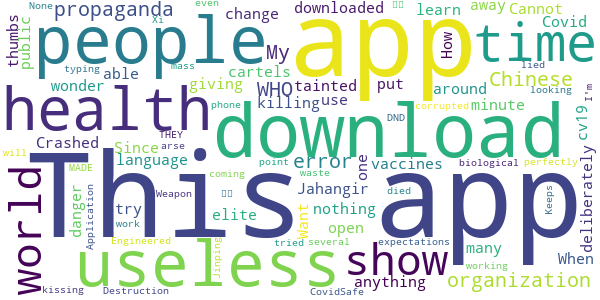 None propaganda change downloaded even learn away Cannot
thumbs public people Xi able app How time Covid
typing mass cartels My lied looking I'm
wonder giving WHO tainted put around Chinese
health killing use minute cv19
phone corrupted
Crashed THEY arse download DND
Since language error vaccines biological perfectly
will MADE point coming waste Jahangir one died
This app
world danger Application try work Weapon elite nothing Want open several many When Keeps deliberately
Engineered Jinping tried expectations working
useless show anything organization
kissing Destruction CovidSafe